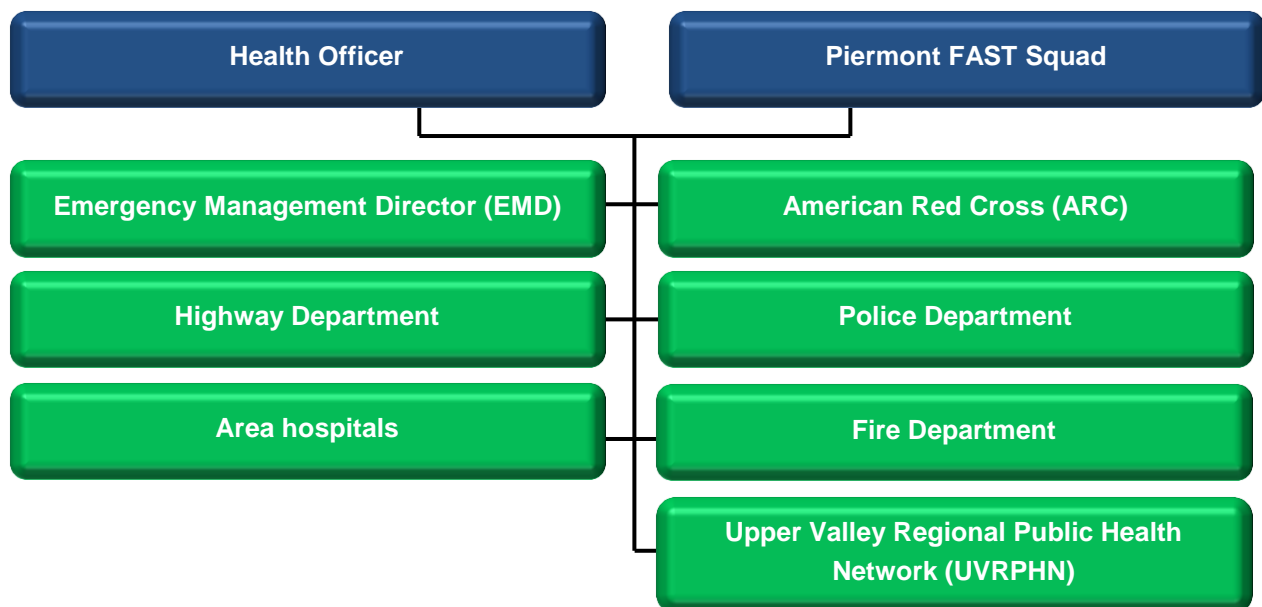 Health Officer
Piermont FAST Squad
Emergency Management Director (EMD)
American Red Cross (ARC)
Highway Department
Police Department
Area hospitals
Fire Department
Upper Valley Regional Public Health
Network (UVRPHN)